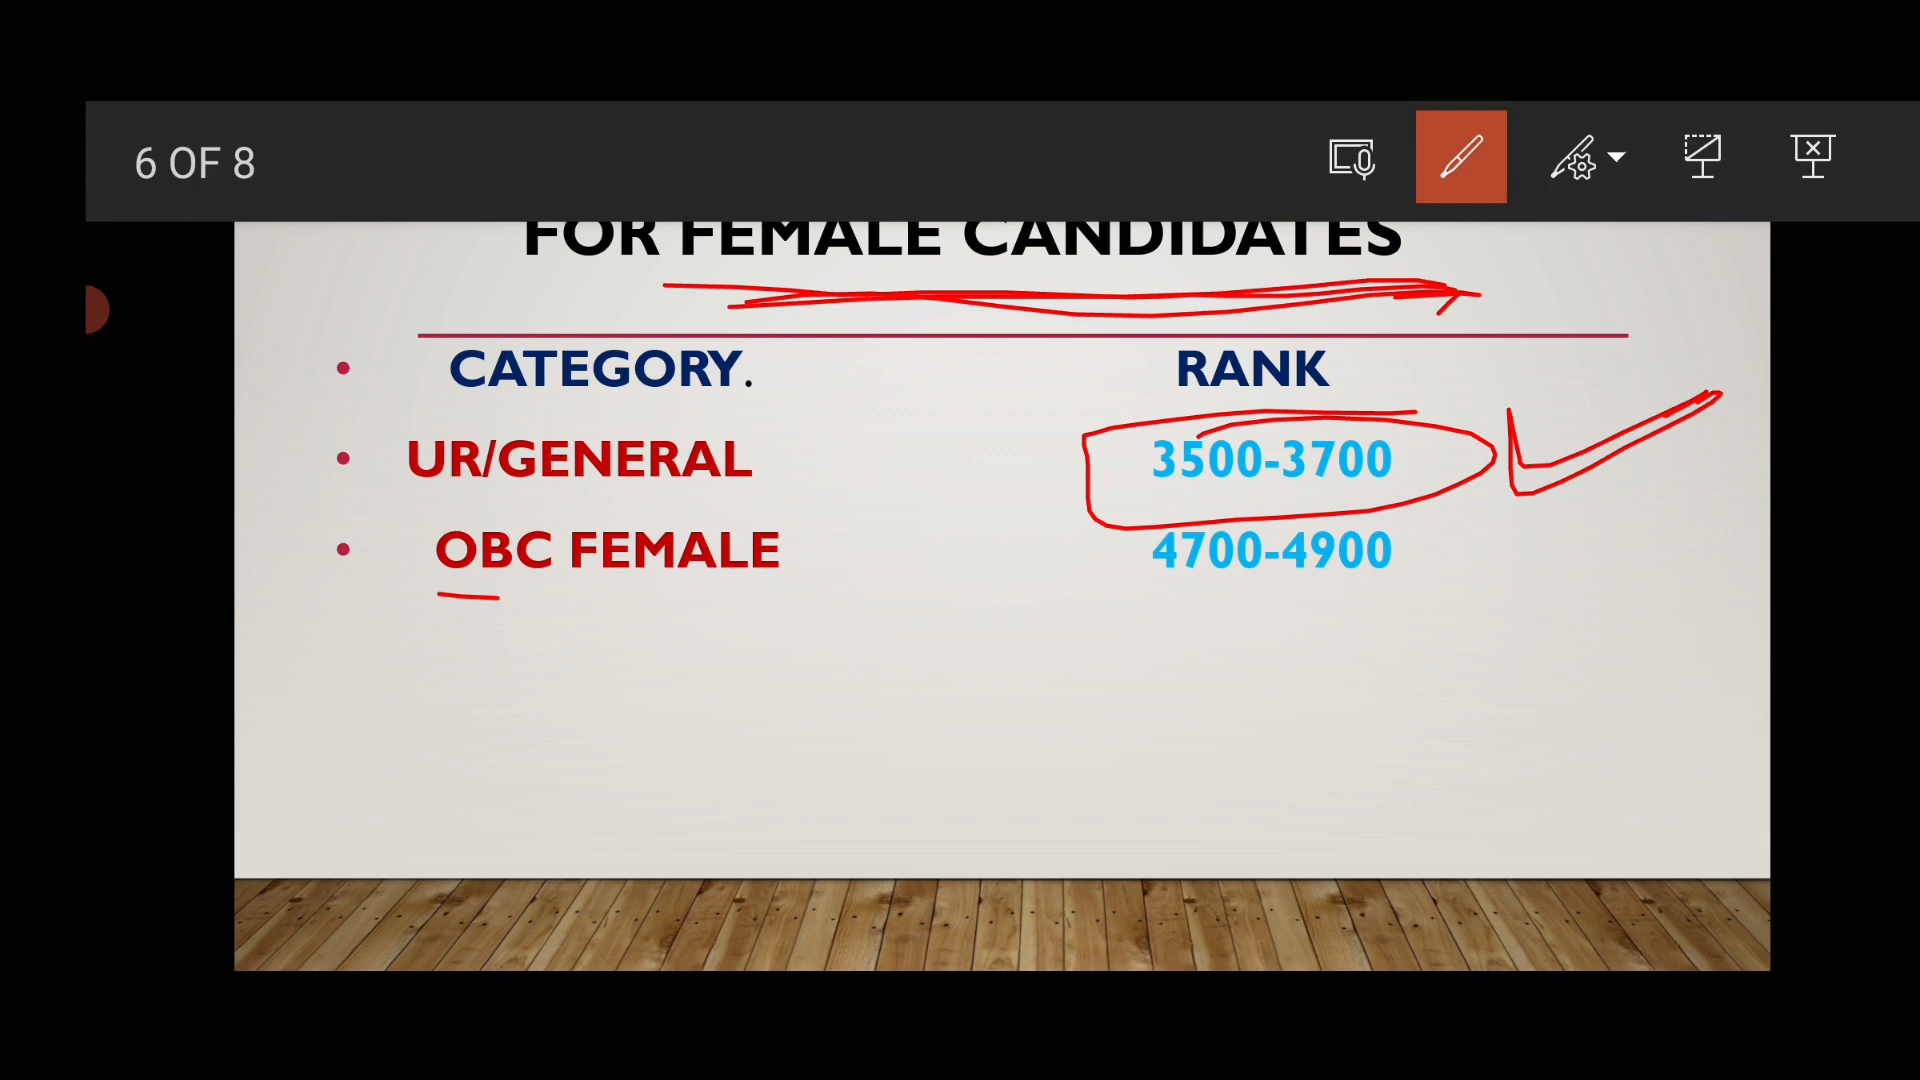 6 OF 8
FOR FEMALE CANDIDATES
CATEGORY. RANK
UR/GENERAL 3500-3700
OBC FEMALE 4700-4900